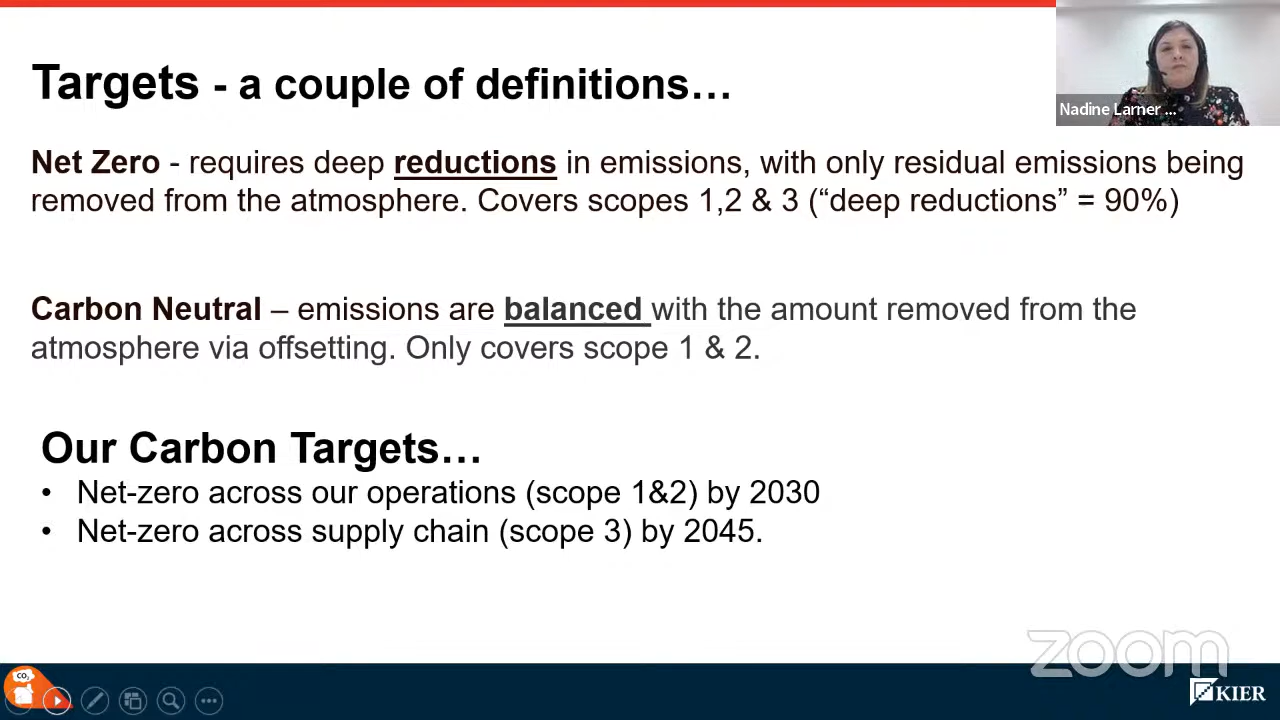 Targets - a couple of definitions…
Nadine Larner ...
Net Zero - requires deep reductions in emissions, with only residual emissions being
removed from the atmosphere. Covers scopes 1,2 & 3 (“deep reductions” = 90%)
Carbon Neutral – emissions are balanced with the amount removed from the
atmosphere via offsetting. Only covers scope 1 & 2.
Our Carbon Targets…
• Net-zero across our operations (scope 1&2) by 2030
• Net-zero across supply chain (scope 3) by 2045.
zoom
CO₂
KIER